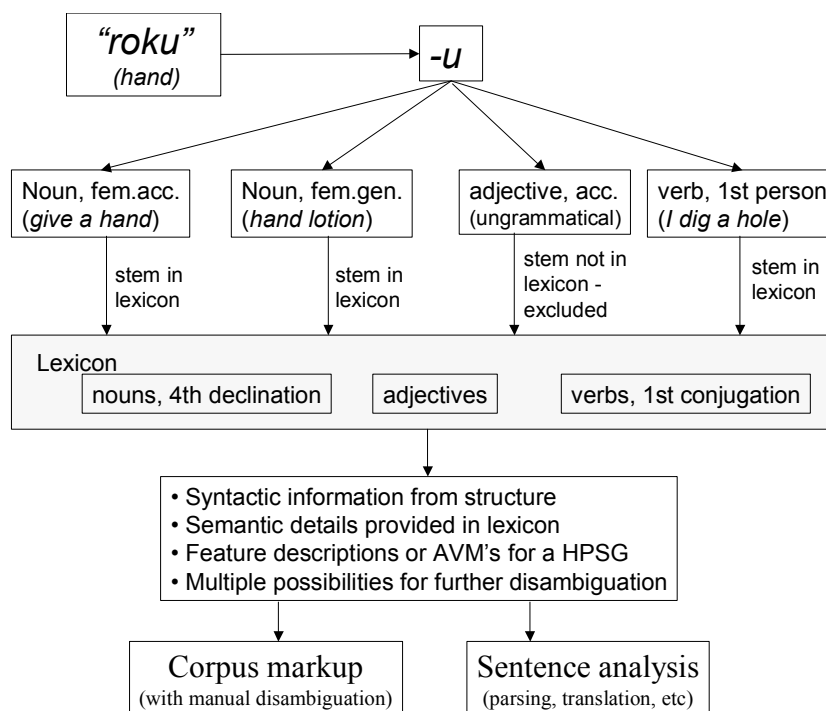 “roku”
(hand)
-u
Noun, fem.acc.
(give a hand)
Noun, fem.gen.
(hand lotion)
adjective, acc.
(ungrammatical)
verb, 1st person
(I dig a hole)
stem in
lexicon
stem in
lexicon
stem not in
lexicon -
excluded
stem in
lexicon
Lexicon
nouns, 4th declination
adjectives
verbs, 1st conjugation
• Syntactic information from structure
• Semantic details provided in lexicon
• Feature descriptions or AVM's for a HPSG
• Multiple possibilities for further disambiguation
Corpus markup
(with manual disambiguation)
Sentence analysis
(parsing, translation, etc)